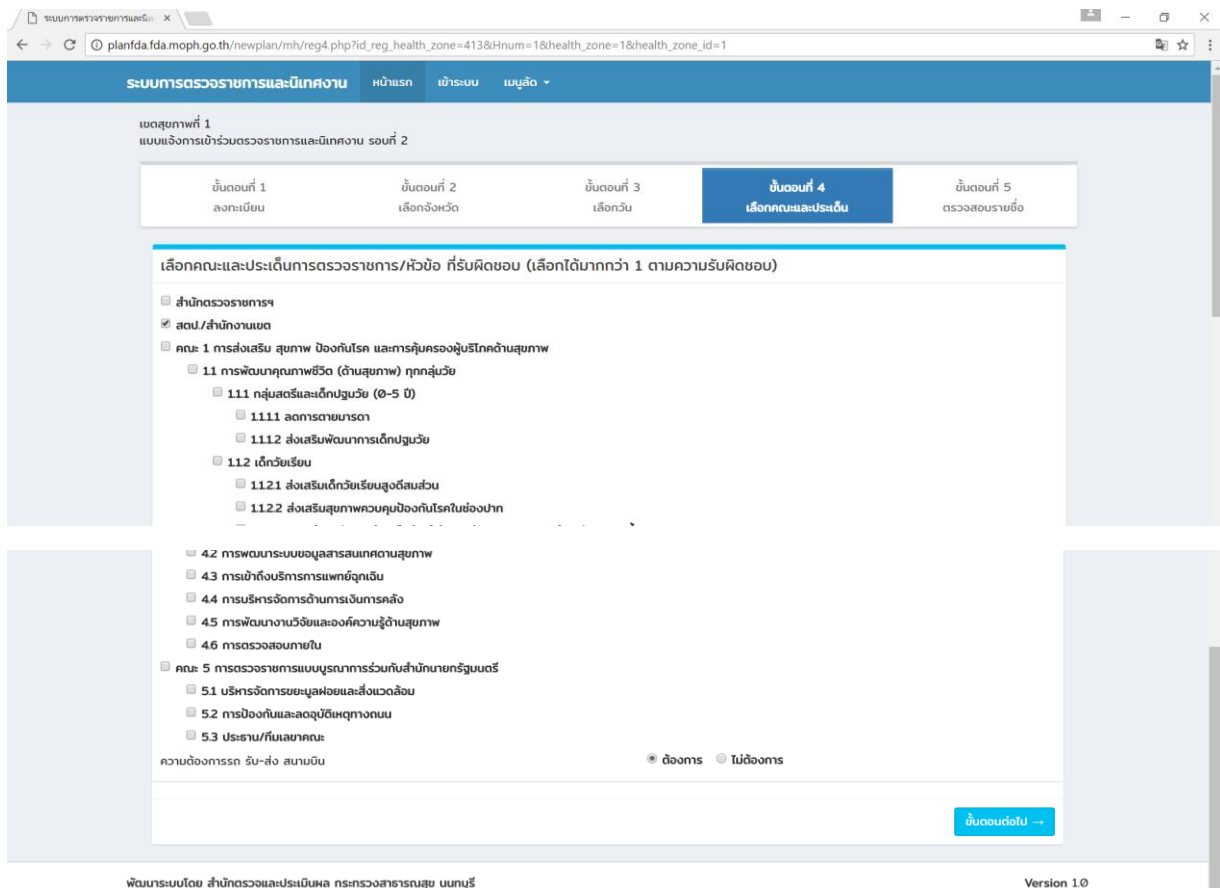 ระบบการตรวจราชการและนิเ
planfda.fda.moph.go.th/newplan/mh/reg4.php?id_reg_health_zone=413&Hnum=1&health_zone=1&health_zone_id=1
ระบบการตรวจราชการและนิเทศงาน หน้าแรก เข้าระบบ เมนูลัด
เขตสุขภาพที่ 1
แบบแจ้งการเข้าร่วมตรวจราชการและนิเทศงาน รอบที่ 2
ขั้นตอนที่ 1 ขั้นตอนที่ 2 ขั้นตอนที่ 3 ขั้นตอนที่ 4 ขั้นตอนที่ 5
ลงทะเบียน เลือกจังหวัด เลือกวัน เลือกคณะและประเด็น ตรวจสอบรายชื่อ
เลือกคณะและประเด็นการตรวจราชการ/หัวข้อ ที่รับผิดชอบ (เลือกได้มากกว่า 1 ตามความรับผิดชอบ)
สำนักตรวจราชการฯ
สตป./สำนักงานเขต
คณะ 1 การส่งเสริม สุขภาพ ป้องกันโรค และการคุ้มครองผู้บริโภคด้านสุขภาพ
1.1 การพัฒนาคุณภาพชีวิต (ด้านสุขภาพ) ทุกกลุ่มวัย
1.1.1 กลุ่มสตรีและเด็กปฐมวัย (0-5 ปี)
1.1.1.1 ลดการตายมารดา
1.1.1.2 ส่งเสริมพัฒนาการเด็กปฐมวัย
1.1.2 เด็กวัยเรียน
1.1.2.1 ส่งเสริมเด็กวัยเรียนสูงดีสมส่วน
1.1.2.2 ส่งเสริมสุขภาพควบคุมป้องกันโรคในช่องปาก
4.2 การพัฒนาระบบข้อมูลสารสนเทศด้านสุขภาพ
4.3 การเข้าถึงบริการการแพทย์ฉุกเฉิน
4.4 การบริหารจัดการด้านการเงินการคลัง
4.5 การพัฒนางานวิจัยและองค์ความรู้ด้านสุขภาพ
4.6 การตรวจสอบภายใน
คณะ 5 การตรวจราชการแบบบูรณาการร่วมกับสำนักนายกรัฐมนตรี
5.1 บริหารจัดการขยะมูลฝอยและสิ่งแวดล้อม
5.2 การป้องกันและลดอุบัติเหตุทางถนน
5.3 ประธาน/ทีมเลขาคณะ
ความต้องการรถ รับ-ส่ง สนามบิน ต้องการ ไม่ต้องการ
ขั้นตอนต่อไป →
พัฒนาระบบโดย สำนักตรวจและประเมินผล กระทรวงสาธารณสุข นนทบุรี Version 1.0